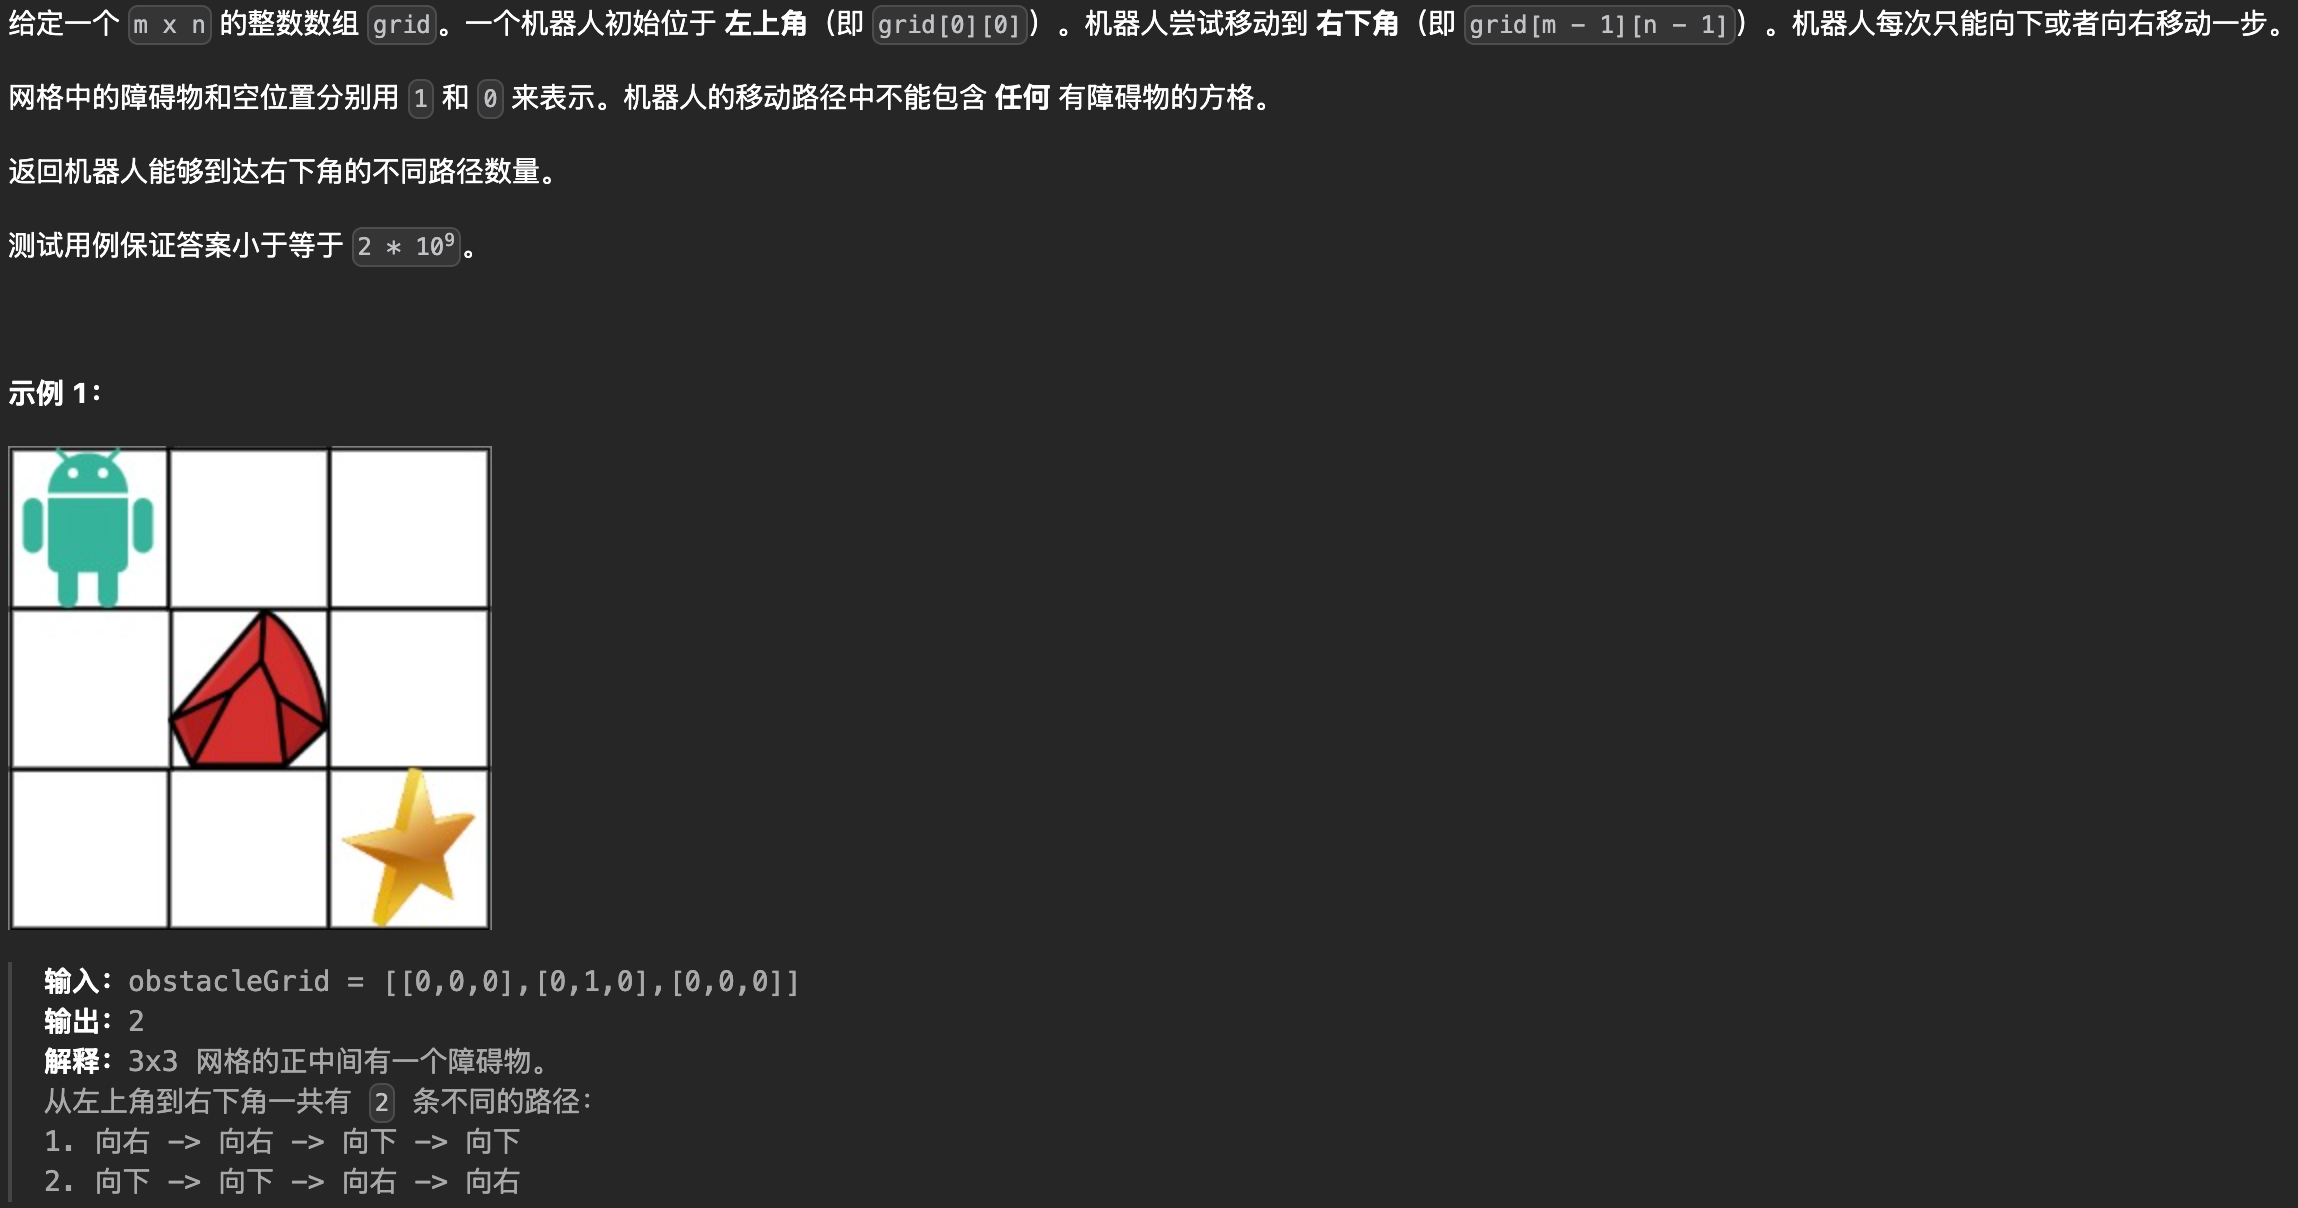 给定一个 m x n 的整数数组 grid。一个机器人初始位于 左上角（即 grid[0][0]）。机器人尝试移动到 右下角（即 grid[m - 1][n - 1]）。机器人每次只能向下或者向右移动一步。
网格中的障碍物和空位置分别用 1 和 0 来表示。机器人的移动路径中不能包含 任何 有障碍物的方格。
返回机器人能够到达右下角的不同路径数量。
测试用例保证答案小于等于 2 * 10⁹。
示例 1：
输入：obstacleGrid = [[0,0,0],[0,1,0],[0,0,0]]
输出：2
解释：3x3 网格的正中间有一个障碍物。
从左上角到右下角一共有 2 条不同的路径：
1. 向右 -> 向右 -> 向下 -> 向下
2. 向下 -> 向下 -> 向右 -> 向右